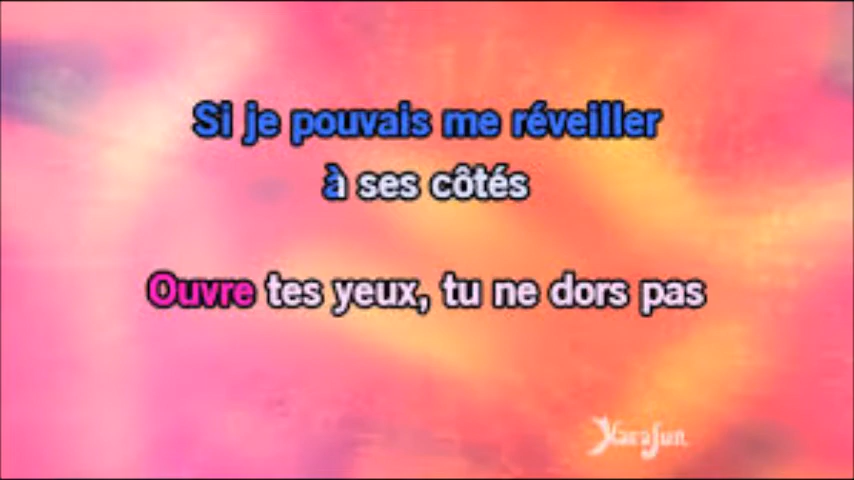 Si je pouvais me réveiller
à ses côtés
Ouvre tes yeux, tu ne dors pas
KaraFun